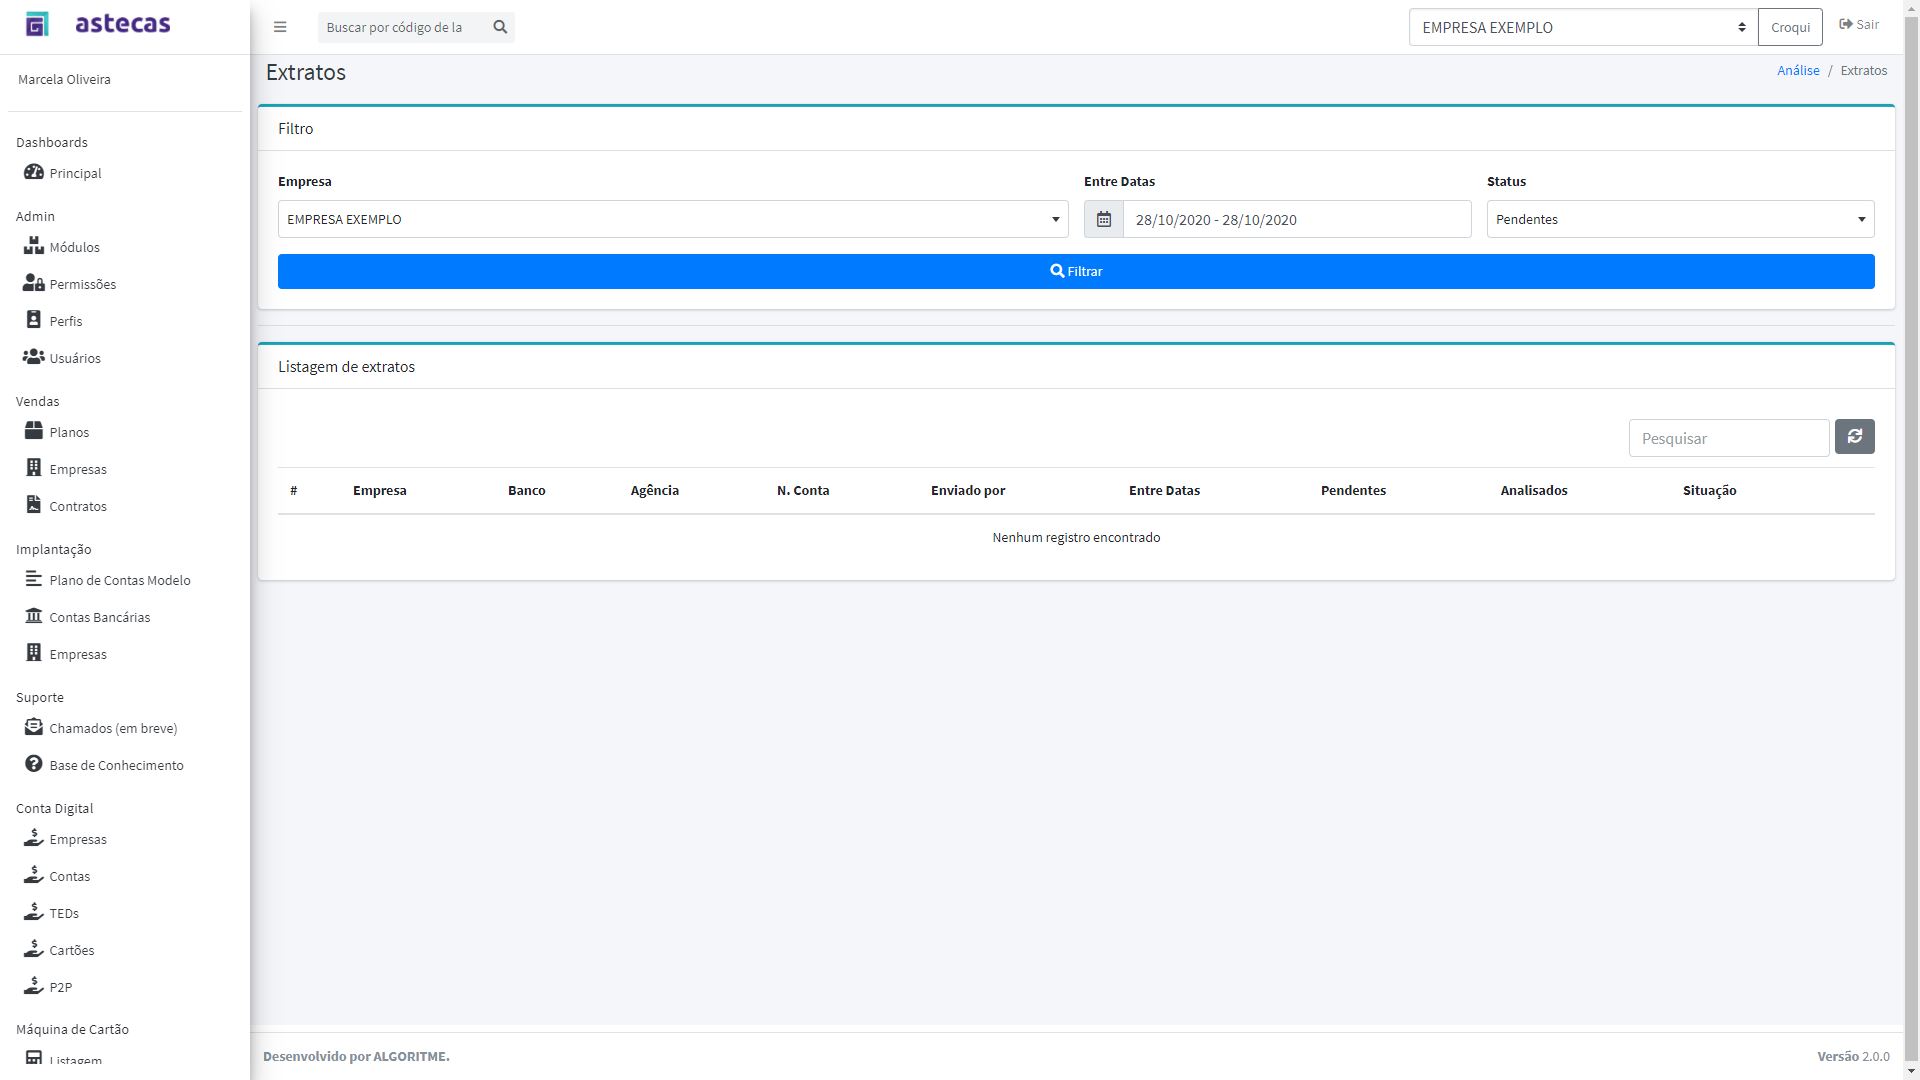 astecas
Buscar por código de la
EMPRESA EXEMPLO
Croqui
Sair
Marcela Oliveira
Dashboards
Principal
Admin
Módulos
Permissões
Perfis
Usuários
Vendas
Planos
Empresas
Contratos
Implantação
Plano de Contas Modelo
Contas Bancárias
Empresas
Suporte
Chamados (em breve)
Base de Conhecimento
Conta Digital
Empresas
Contas
TEDs
Cartões
P2P
Máquina de Cartão
Listagem
Extratos
Análise / Extratos
Filtro
Empresa
EMPRESA EXEMPLO
Entre Datas
28/10/2020 - 28/10/2020
Status
Pendentes
Filtrar
Listagem de extratos
Pesquisar
# Empresa Banco Agência N. Conta Enviado por Entre Datas Pendentes Analisados Situação
Nenhum registro encontrado
Desenvolvido por ALGORITME.
Versão 2.0.0